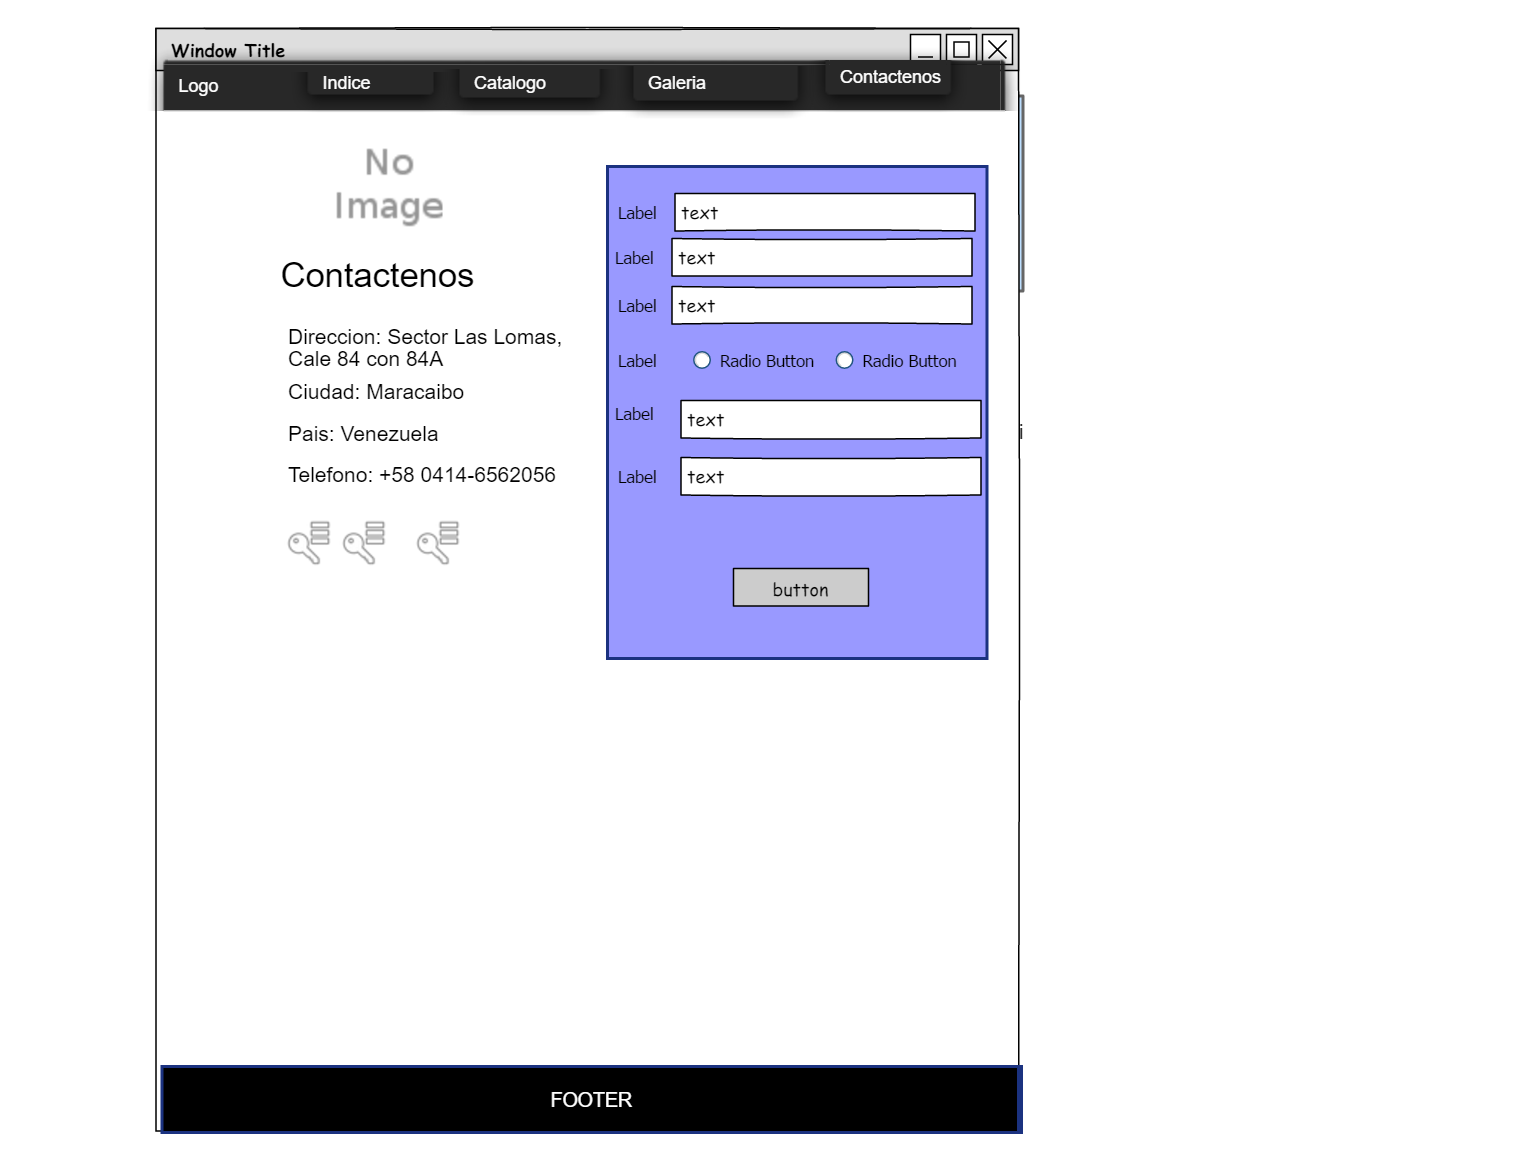 Window Title
Logo
Indice
Catalogo
Galeria
Contactenos
No
Image
Contactenos
Direccion: Sector Las Lomas,
Cale 84 con 84A
Ciudad: Maracaibo
Pais: Venezuela
Telefono: +58 0414-6562056
Label text
Label text
Label text
Label Radio Button Radio Button
Label text
Label text
button
i
FOOTER